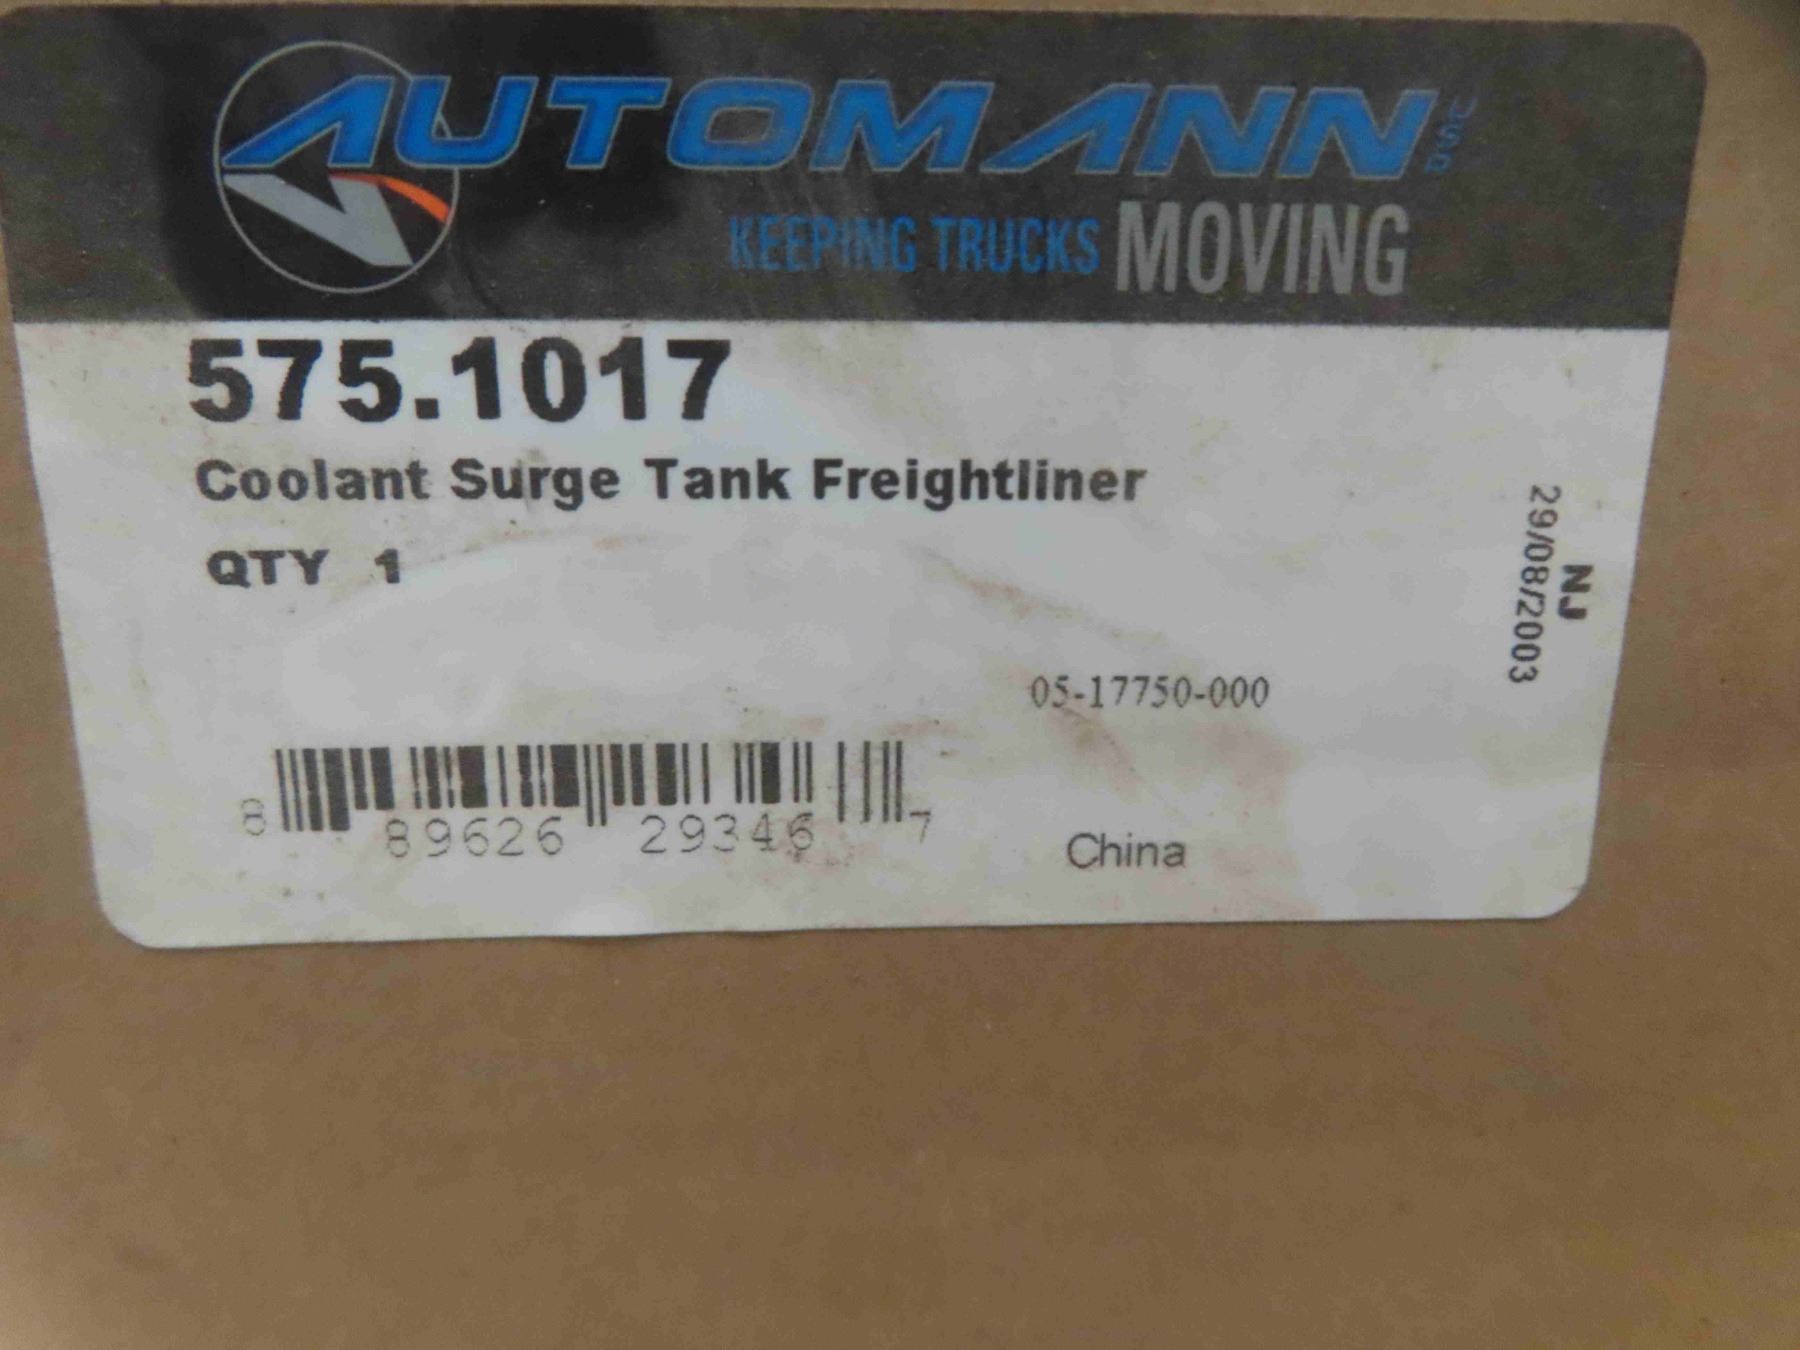 AUTOMANN USA
KEEPING TRUCKS MOVING
575.1017
Coolant Surge Tank Freightliner
QTY 1
NJ
29/08/2003
05-17750-000
8 89626 29346 7
China